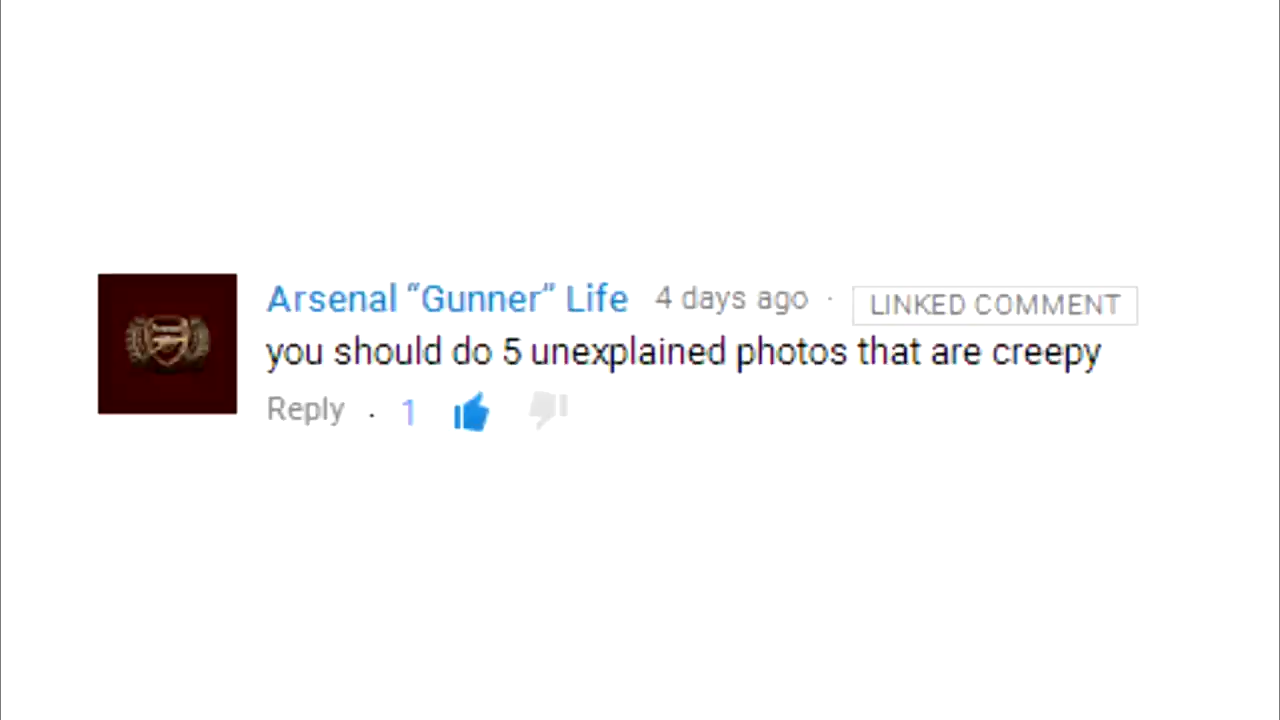 Arsenal “Gunner” Life 4 days ago · LINKED COMMENT
you should do 5 unexplained photos that are creepy
Reply · 1